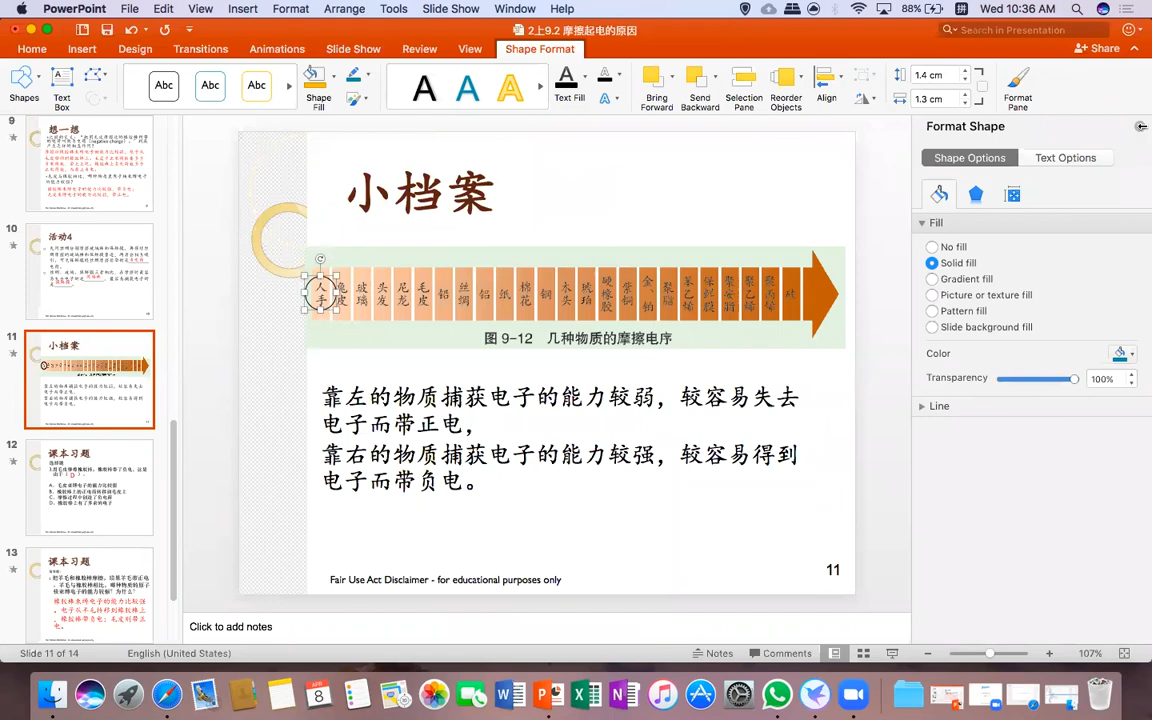 PowerPoint File Edit View Insert Format Arrange Tools Slide Show Window Help 88% 拼 Wed 10:36 AM
2上9.2 摩擦起电的原因
Search in Presentation
Home Insert Design Transitions Animations Slide Show Review View Shape Format
Share
Shapes
Text Box
Abc Abc Abc
Shape Fill
A A A
Text Fill
Bring Forward
Send Backward
Selection Pane
Reorder Objects
Align
1.4 cm
1.3 cm
Format Pane
9
想一想
10
活动4
11
小档案
12
课本习题
13
课本习题
小档案
人手 兔皮 玻璃 头发 尼龙 毛皮 铅 丝绸 铝 纸 棉花 钢 木头 琥珀 硬橡胶 紫铜 金 铂 聚酯 苯乙烯 保鲜膜 聚安酯 聚乙烯 聚丙烯 硅
图 9-12 几种物质的摩擦电序
靠左的物质捕获电子的能力较弱，较容易失去
电子而带正电，
靠右的物质捕获电子的能力较强，较容易得到
电子而带负电。
Fair Use Act Disclaimer - for educational purposes only
11
Click to add notes
Format Shape
Shape Options Text Options
Fill
No fill
Solid fill
Gradient fill
Picture or texture fill
Pattern fill
Slide background fill
Color
Transparency 100%
Line
Slide 11 of 14 English (United States) Notes Comments 107%
APR
8